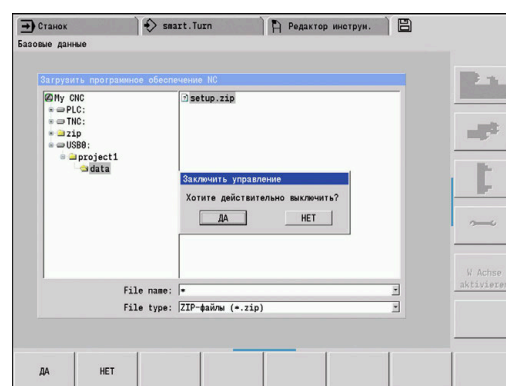 Станок
smart.Turn
Редактор инструм.
Базовые данные
Загрузить программное обеспечение NC
My CNC
PLC:
TNC:
zip
USB0:
project1
data
setup.zip
Заключить управление
Хотите действительно выключить?
ДА
НЕТ
File name:
*
File type:
ZIP-файлы (*.zip)
W Achse
aktivieren
ДА
НЕТ